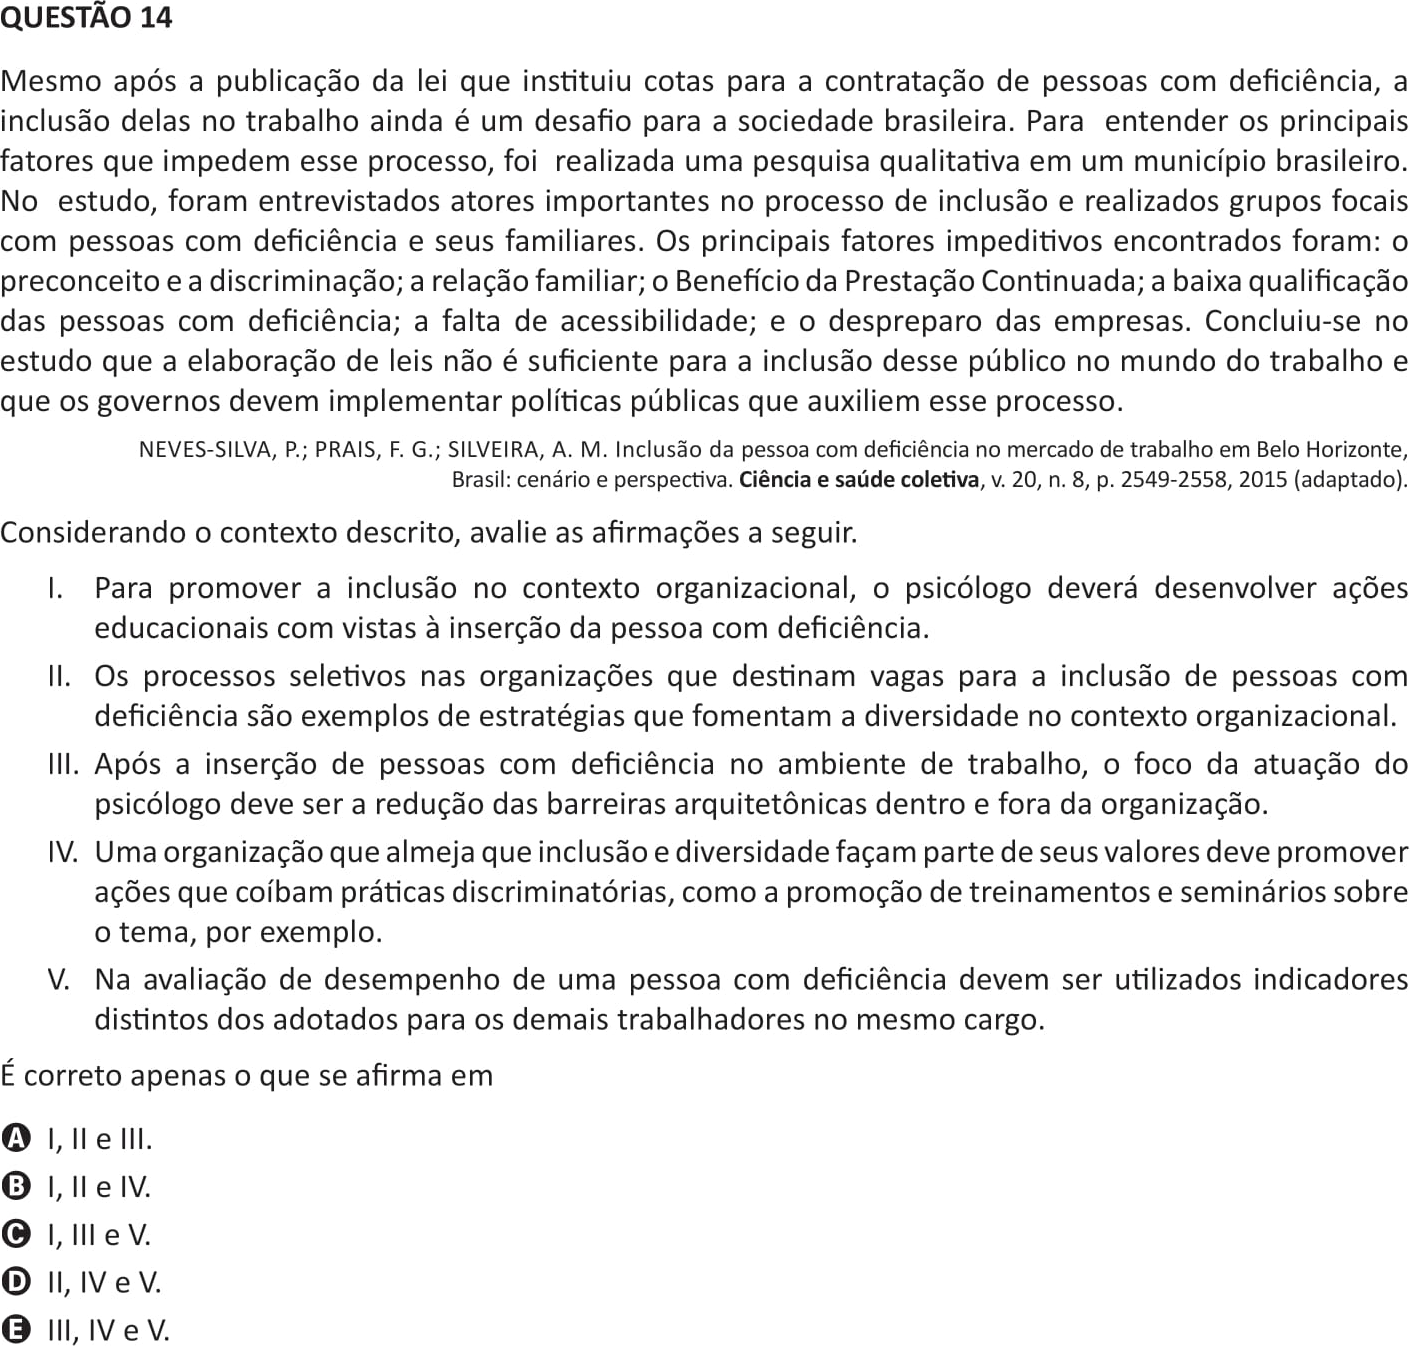 QUESTÃO 14
Mesmo após a publicação da lei que instituiu cotas para a contratação de pessoas com deficiência, a
inclusão delas no trabalho ainda é um desafio para a sociedade brasileira. Para entender os principais
fatores que impedem esse processo, foi realizada uma pesquisa qualitativa em um município brasileiro.
No estudo, foram entrevistados atores importantes no processo de inclusão e realizados grupos focais
com pessoas com deficiência e seus familiares. Os principais fatores impeditivos encontrados foram: o
preconceito e a discriminação; a relação familiar; o Benefício da Prestação Continuada; a baixa qualificação
das pessoas com deficiência; a falta de acessibilidade; e o despreparo das empresas. Concluiu-se no
estudo que a elaboração de leis não é suficiente para a inclusão desse público no mundo do trabalho e
que os governos devem implementar políticas públicas que auxiliem esse processo.
NEVES-SILVA, P.; PRAIS, F. G.; SILVEIRA, A. M. Inclusão da pessoa com deficiência no mercado de trabalho em Belo Horizonte,
Brasil: cenário e perspectiva. Ciência e saúde coletiva, v. 20, n. 8, p. 2549-2558, 2015 (adaptado).
Considerando o contexto descrito, avalie as afirmações a seguir.
I. Para promover a inclusão no contexto organizacional, o psicólogo deverá desenvolver ações
educacionais com vistas à inserção da pessoa com deficiência.
II. Os processos seletivos nas organizações que destinam vagas para a inclusão de pessoas com
deficiência são exemplos de estratégias que fomentam a diversidade no contexto organizacional.
III. Após a inserção de pessoas com deficiência no ambiente de trabalho, o foco da atuação do
psicólogo deve ser a redução das barreiras arquitetônicas dentro e fora da organização.
IV. Uma organização que almeja que inclusão e diversidade façam parte de seus valores deve promover
ações que coíbam práticas discriminatórias, como a promoção de treinamentos e seminários sobre
o tema, por exemplo.
V. Na avaliação de desempenho de uma pessoa com deficiência devem ser utilizados indicadores
distintos dos adotados para os demais trabalhadores no mesmo cargo.
É correto apenas o que se afirma em
A I, II e III.
B I, II e IV.
C I, III e V.
D II, IV e V.
E III, IV e V.